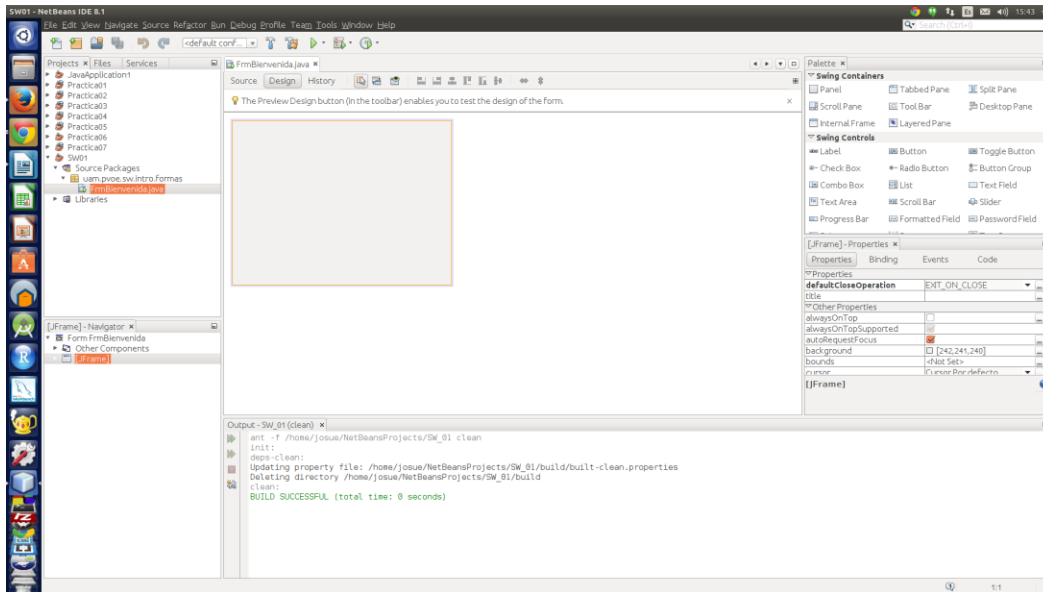 SW01 - NetBeans IDE 8.1
15:43
File Edit View Navigate Source Refactor Run Debug Profile Team Tools Window Help
Search (Ctrl+I)
<default conf...
Projects Files Services
JavaApplication1
Practica01
Practica02
Practica03
Practica04
Practica05
Practica06
Practica07
SW01
Source Packages
uam.pvoe.sw.intro.formas
FrmBienvenida.java
Libraries
[JFrame] - Navigator
Form FrmBienvenida
Other Components
[JFrame]
FrmBienvenida.java
Source Design History
The Preview Design button (in the toolbar) enables you to test the design of the form.
Output - SW_01 (clean)
ant -f /home/josue/NetBeansProjects/SW_01 clean
init:
deps-clean:
Updating property file: /home/josue/NetBeansProjects/SW_01/build/built-clean.properties
Deleting directory /home/josue/NetBeansProjects/SW_01/build
clean:
BUILD SUCCESSFUL (total time: 0 seconds)
Palette
Swing Containers
Panel Tabbed Pane Split Pane
Scroll Pane Tool Bar Desktop Pane
Internal Frame Layered Pane
Swing Controls
Label Button Toggle Button
Check Box Radio Button Button Group
Combo Box List Text Field
Text Area Scroll Bar Slider
Progress Bar Formatted Field Password Field
[JFrame] - Properties
Properties Binding Events Code
Properties
defaultCloseOperation EXIT_ON_CLOSE
title
Other Properties
alwaysOnTop
alwaysOnTopSupported
autoRequestFocus
background [242,241,240]
bounds <Not Set>
cursor Cursor Por defecto
[JFrame]
1:1